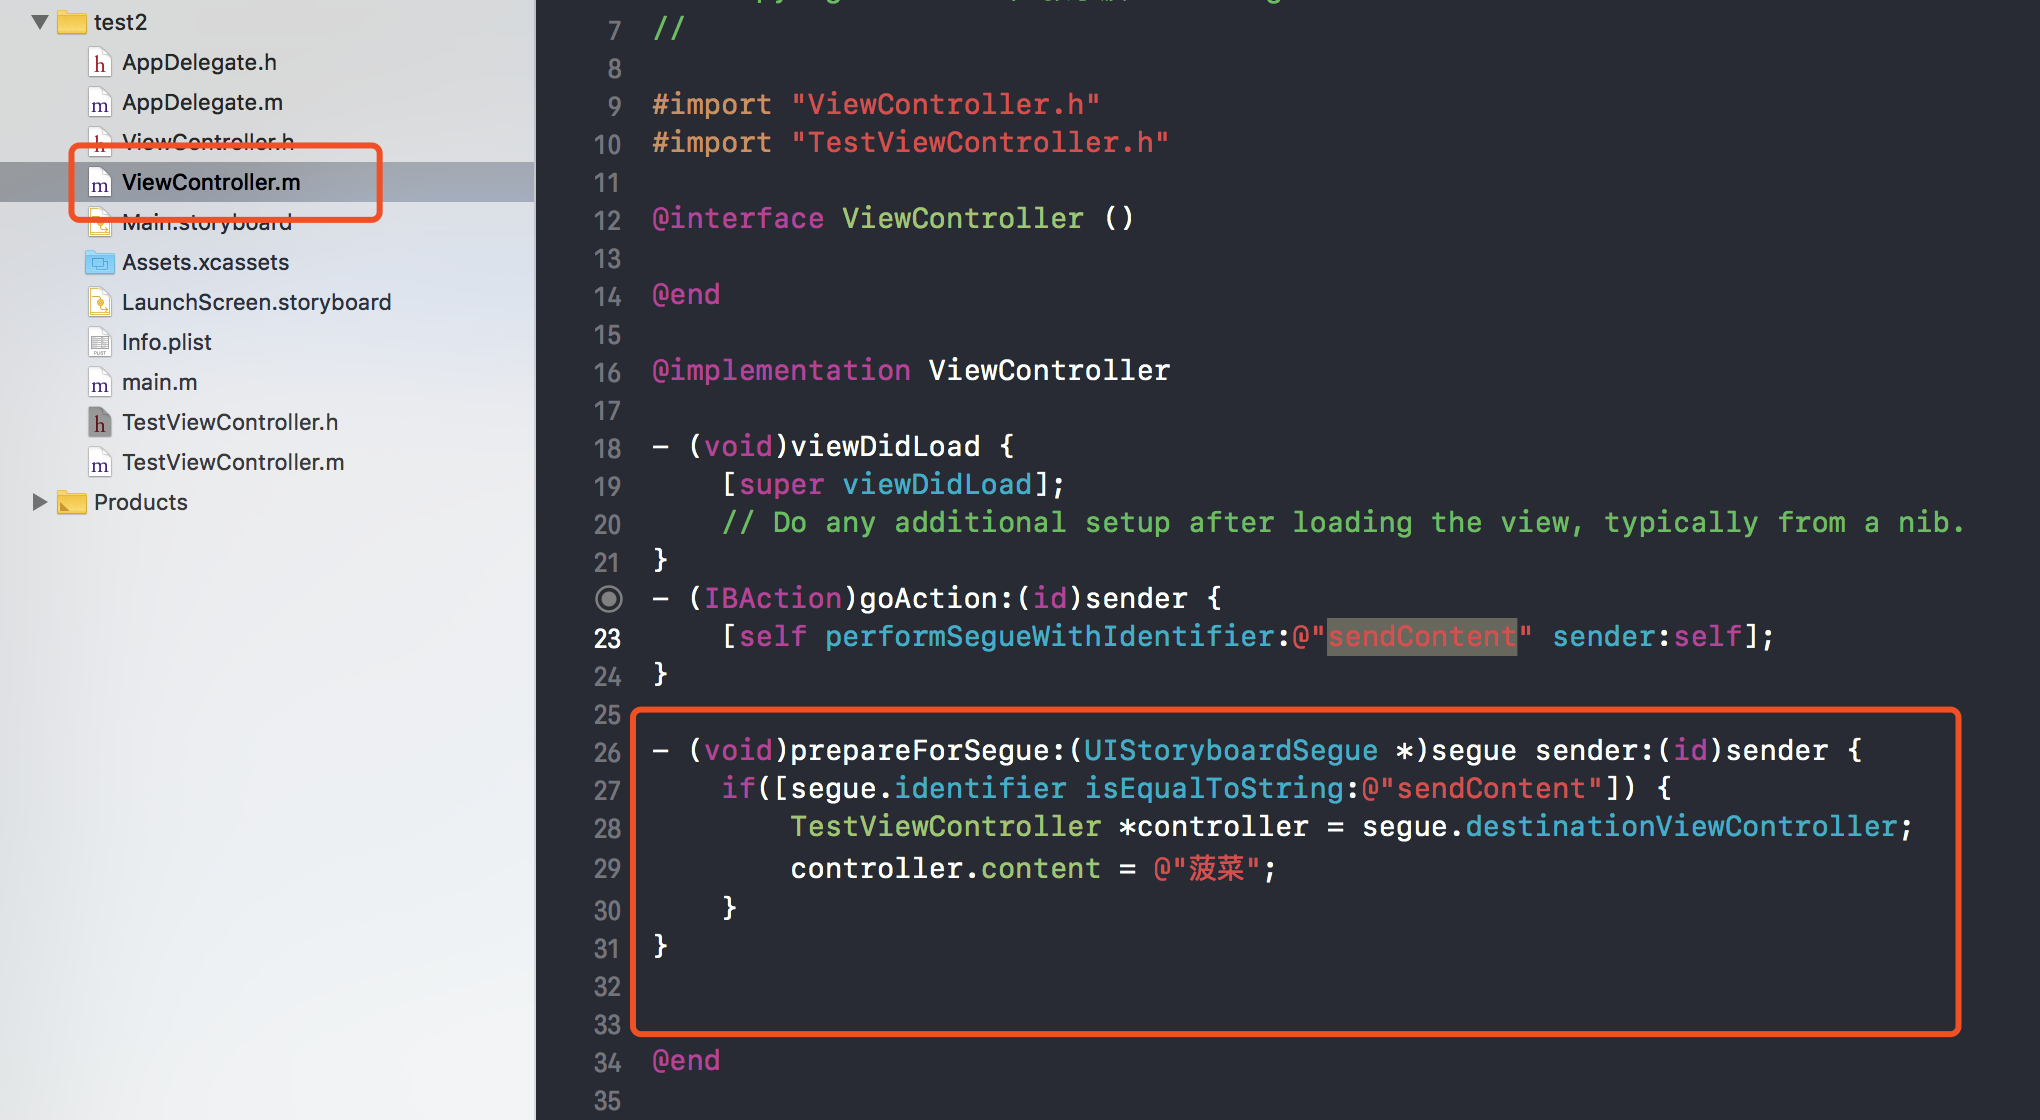 test2
AppDelegate.h
AppDelegate.m
ViewController.h
ViewController.m
Main.storyboard
Assets.xcassets
LaunchScreen.storyboard
Info.plist
main.m
TestViewController.h
TestViewController.m
Products
7 //
8
9 #import "ViewController.h"
10 #import "TestViewController.h"
11
12 @interface ViewController ()
13
14 @end
15
16 @implementation ViewController
17
18 - (void)viewDidLoad {
19 [super viewDidLoad];
20 // Do any additional setup after loading the view, typically from a nib.
21 }
- (IBAction)goAction:(id)sender {
23 [self performSegueWithIdentifier:@"sendContent" sender:self];
24 }
25
26 - (void)prepareForSegue:(UIStoryboardSegue *)segue sender:(id)sender {
27 if([segue.identifier isEqualToString:@"sendContent"]) {
28 TestViewController *controller = segue.destinationViewController;
29 controller.content = @"菠菜";
30 }
31 }
32
33
34 @end
35